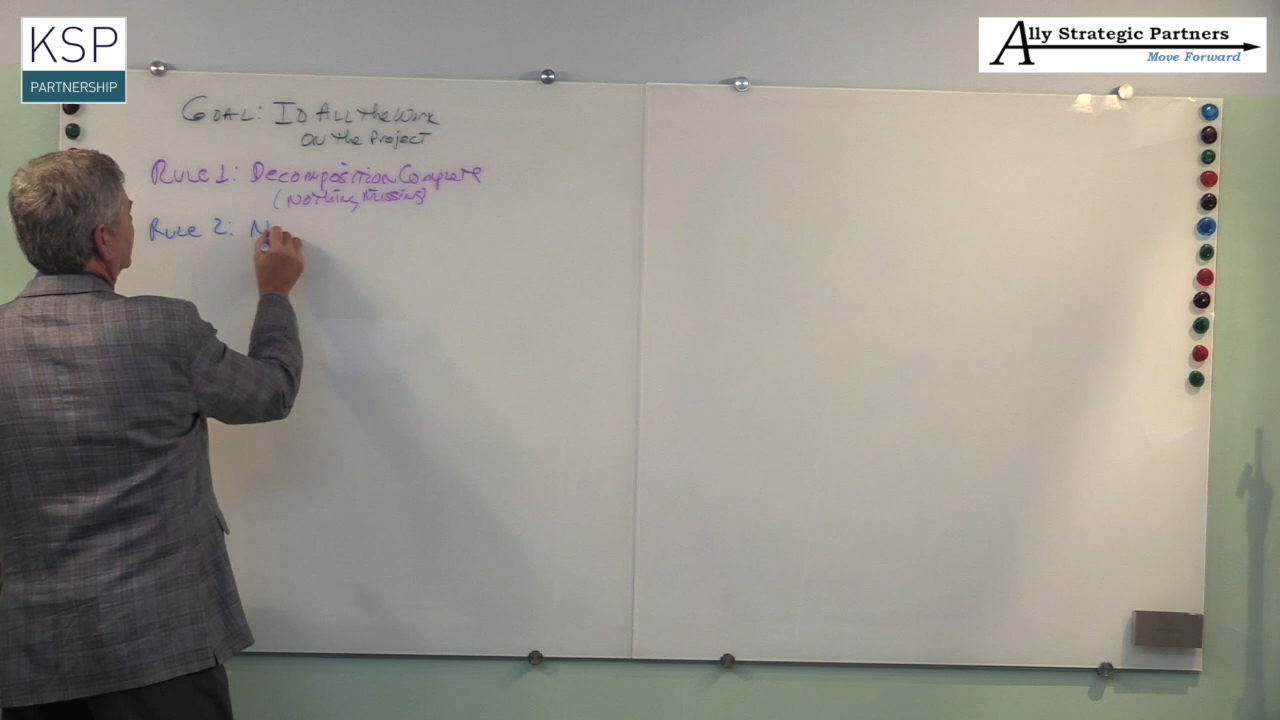 KSP
PARTNERSHIP
Ally Strategic Partners
Move Forward
GOAL: ID ALL the Work
ON the Project
RULE 1: Decomposition Complete
(Nothing Missing)
Rule 2: N